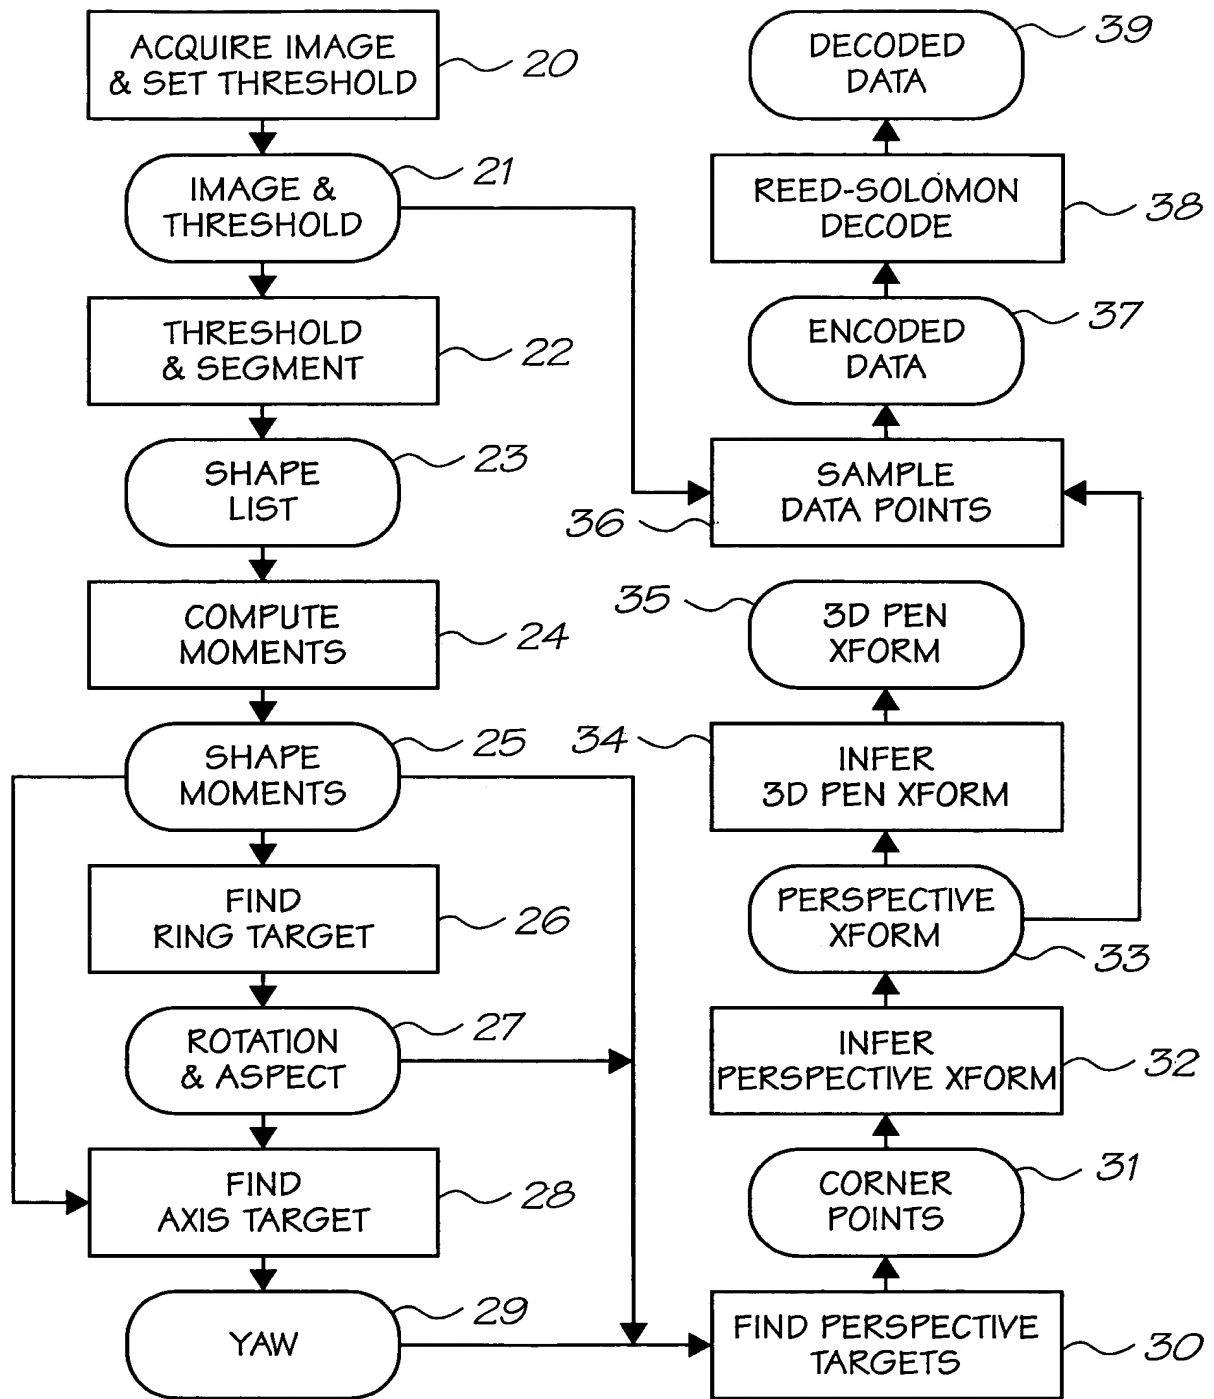 ACQUIRE IMAGE
& SET THRESHOLD
20
IMAGE &
THRESHOLD
21
THRESHOLD
& SEGMENT
22
SHAPE
LIST
23
COMPUTE
MOMENTS
24
SHAPE
MOMENTS
25
FIND
RING TARGET
26
ROTATION
& ASPECT
27
FIND
AXIS TARGET
28
YAW
29
DECODED
DATA
39
REED-SOLOMON
DECODE
38
ENCODED
DATA
37
SAMPLE
DATA POINTS
36
3D PEN
XFORM
35
INFER
3D PEN XFORM
34
PERSPECTIVE
XFORM
33
INFER
PERSPECTIVE XFORM
32
CORNER
POINTS
31
FIND PERSPECTIVE
TARGETS
30